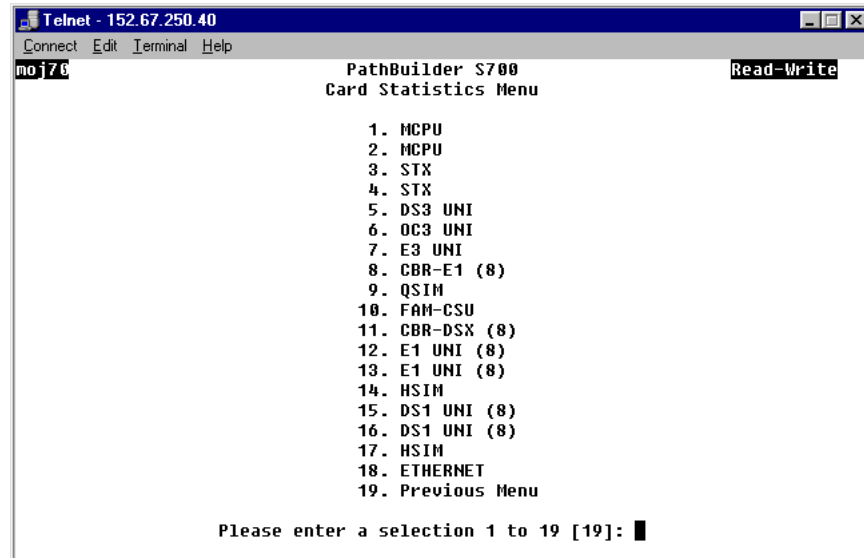 Telnet - 152.67.250.40
Connect Edit Terminal Help
moj70 PathBuilder S700 Read-Write
Card Statistics Menu
1. MCPU
2. MCPU
3. STX
4. STX
5. DS3 UNI
6. OC3 UNI
7. E3 UNI
8. CBR-E1 (8)
9. QSIM
10. FAM-CSU
11. CBR-DSX (8)
12. E1 UNI (8)
13. E1 UNI (8)
14. HSIM
15. DS1 UNI (8)
16. DS1 UNI (8)
17. HSIM
18. ETHERNET
19. Previous Menu
Please enter a selection 1 to 19 [19]: